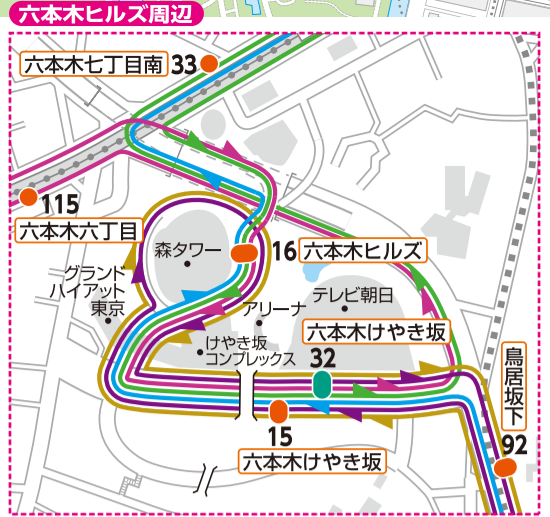 六本木ヒルズ周辺
六本木七丁目南 33
115
六本木六丁目
森タワー
16 六本木ヒルズ
グランド
ハイアット
東京
アリーナ
テレビ朝日
六本木けやき坂
けやき坂
コンプレックス
32
鳥居坂下
92
15
六本木けやき坂